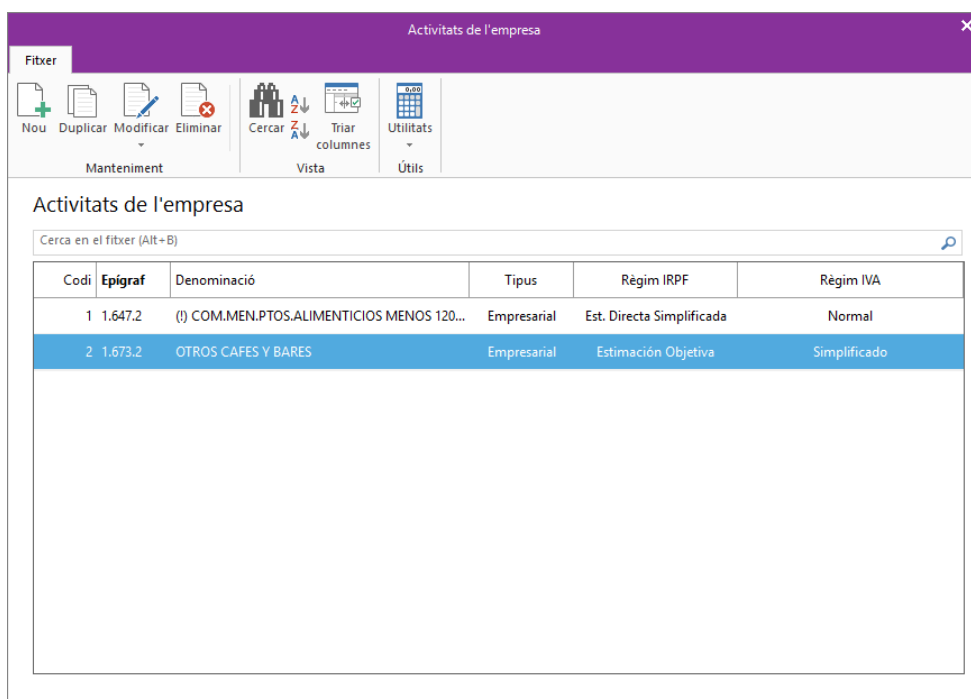 Activitats de l'empresa
Fitxer
Nou Duplicar Modificar Eliminar Cercar Triar columnes Utilitats
Manteniment Vista Útils
Activitats de l'empresa
Cerca en el fitxer (Alt+B)
Codi Epígraf Denominació Tipus Règim IRPF Règim IVA
1 1.647.2 (!) COM.MEN.PTOS.ALIMENTICIOS MENOS 120... Empresarial Est. Directa Simplificada Normal
2 1.673.2 OTROS CAFES Y BARES Empresarial Estimación Objetiva Simplificado